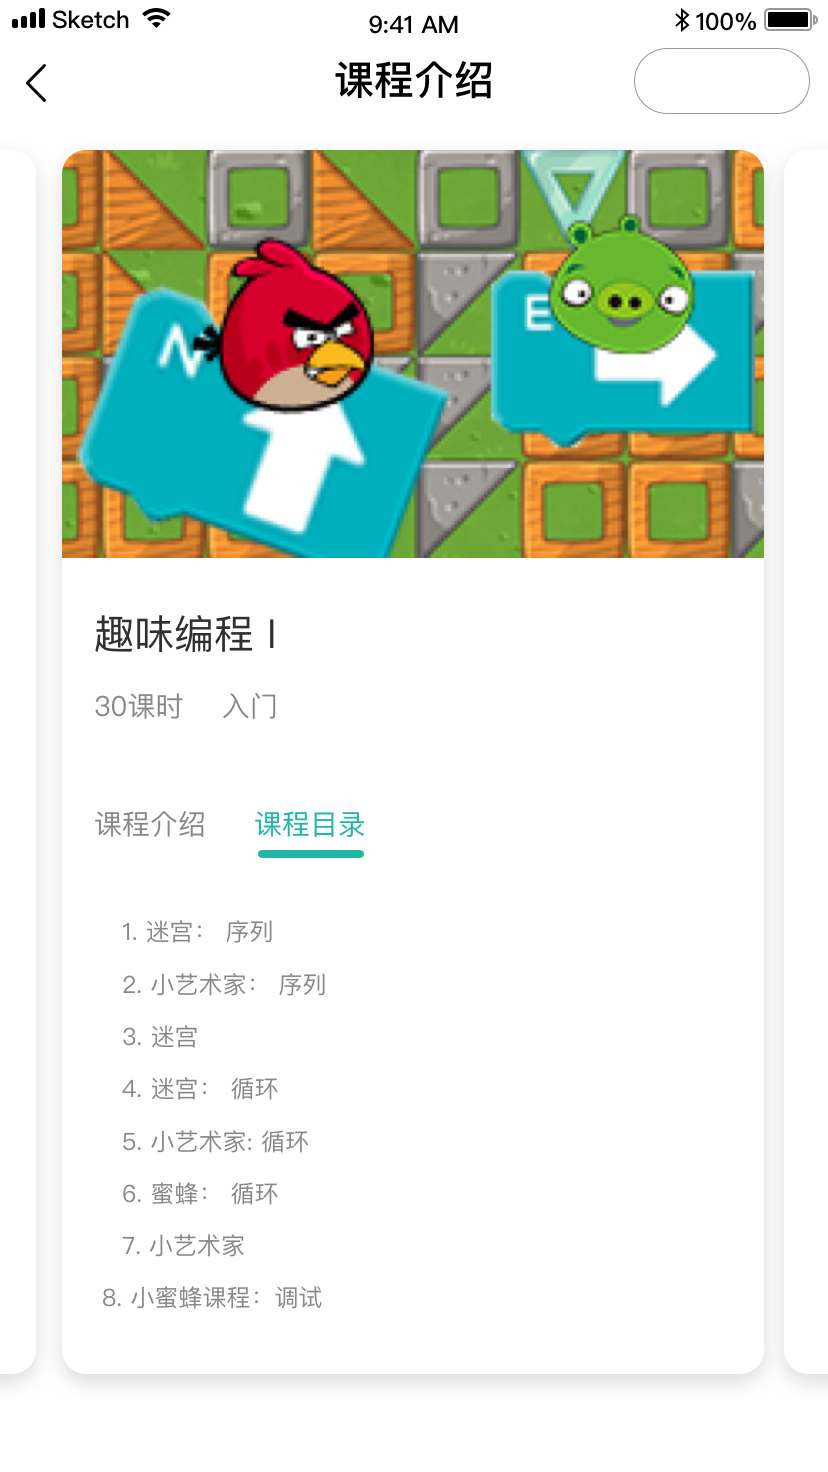 Sketch 9:41 AM 100%
课程介绍
N
E
趣味编程 I
30课时 入门
课程介绍 课程目录
1. 迷宫： 序列
2. 小艺术家： 序列
3. 迷宫
4. 迷宫： 循环
5. 小艺术家: 循环
6. 蜜蜂： 循环
7. 小艺术家
8. 小蜜蜂课程：调试